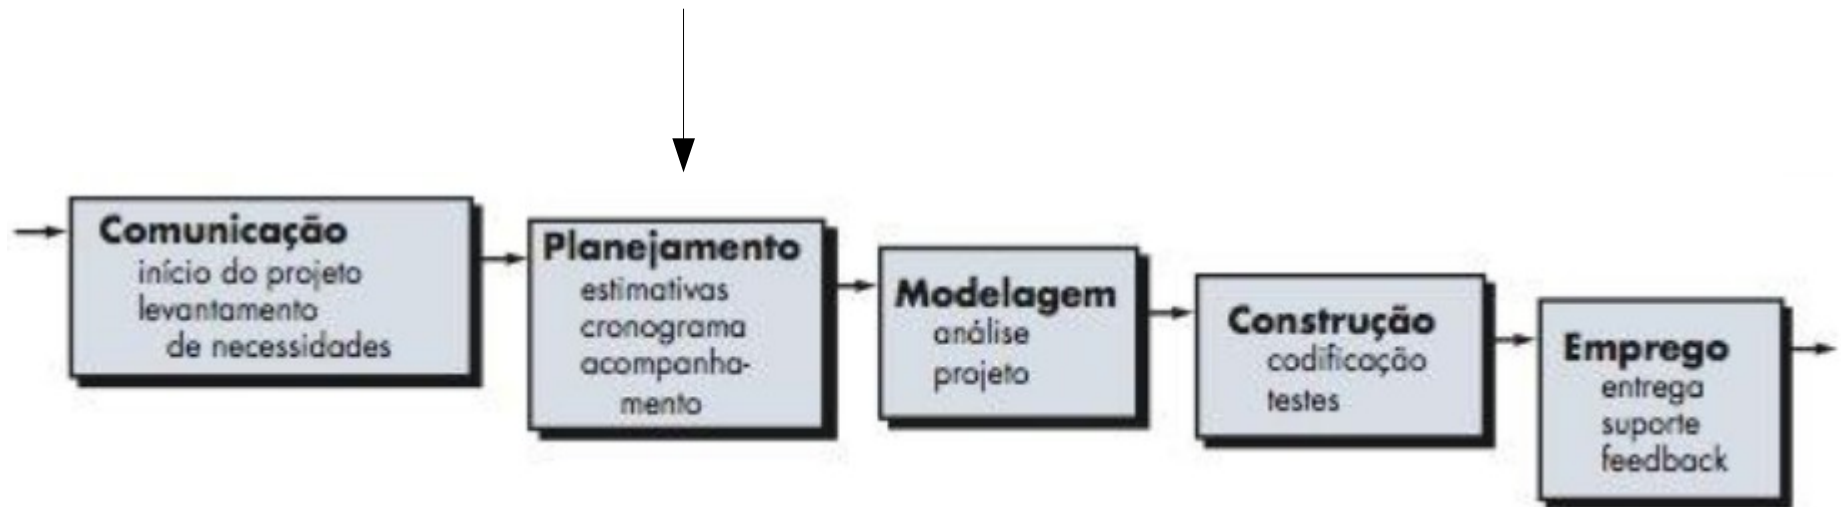 Comunicação
início do projeto
levantamento
de necessidades
Planejamento
estimativas
cronograma
acompanha-
mento
Modelagem
análise
projeto
Construção
codificação
testes
Emprego
entrega
suporte
feedback